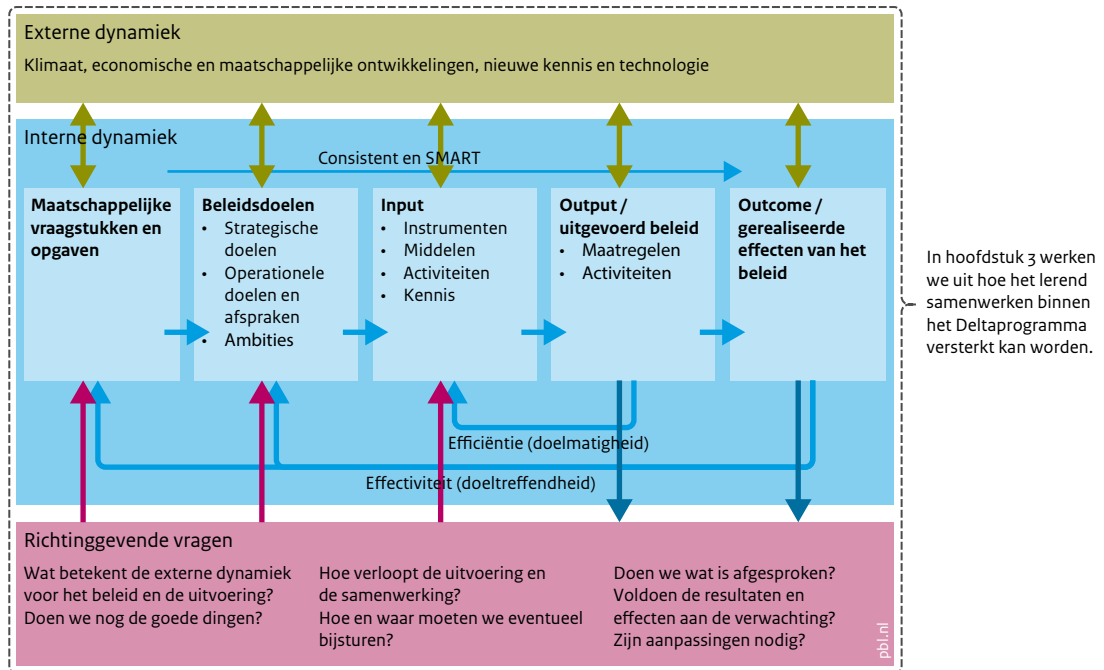 Externe dynamiek
Klimaat, economische en maatschappelijke ontwikkelingen, nieuwe kennis en technologie
Interne dynamiek
Consistent en SMART
Maatschappelijke
vraagstukken en
opgaven
Beleidsdoelen
• Strategische
doelen
• Operationele
doelen en
afspraken
• Ambities
Input
• Instrumenten
• Middelen
• Activiteiten
• Kennis
Output /
uitgevoerd beleid
• Maatregelen
• Activiteiten
Outcome /
gerealiseerde
effecten van het
beleid
Efficiëntie (doelmatigheid)
Effectiviteit (doeltreffendheid)
Richtinggevende vragen
Wat betekent de externe dynamiek
voor het beleid en de uitvoering?
Doen we nog de goede dingen?
Hoe verloopt de uitvoering en
de samenwerking?
Hoe en waar moeten we eventueel
bijsturen?
Doen we wat is afgesproken?
Voldoen de resultaten en
effecten aan de verwachting?
Zijn aanpassingen nodig?
pbl.nl
In hoofdstuk 3 werken
we uit hoe het lerend
samenwerken binnen
het Deltaprogramma
versterkt kan worden.